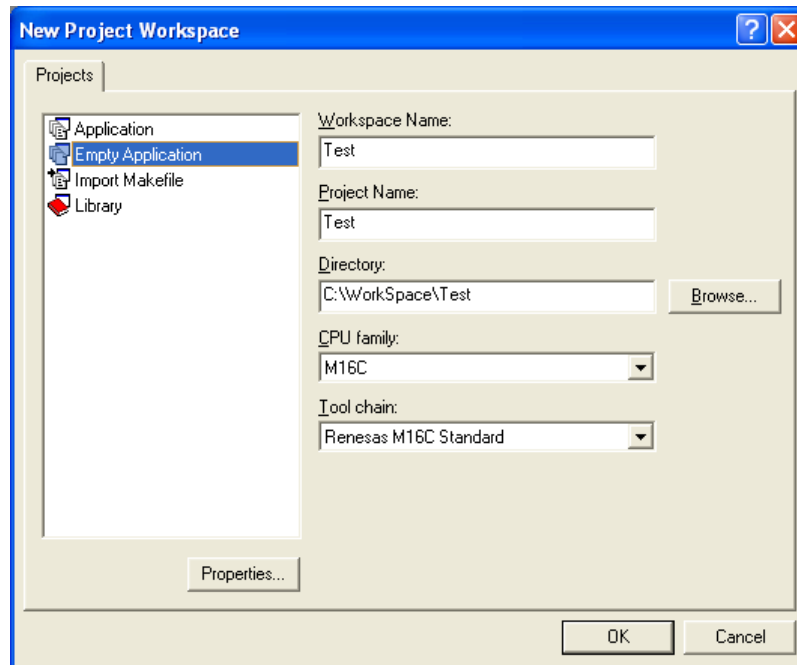 New Project Workspace
Projects
Application
Empty Application
Import Makefile
Library
Properties...
Workspace Name:
Test
Project Name:
Test
Directory:
C:\WorkSpace\Test
Browse...
CPU family:
M16C
Tool chain:
Renesas M16C Standard
OK
Cancel